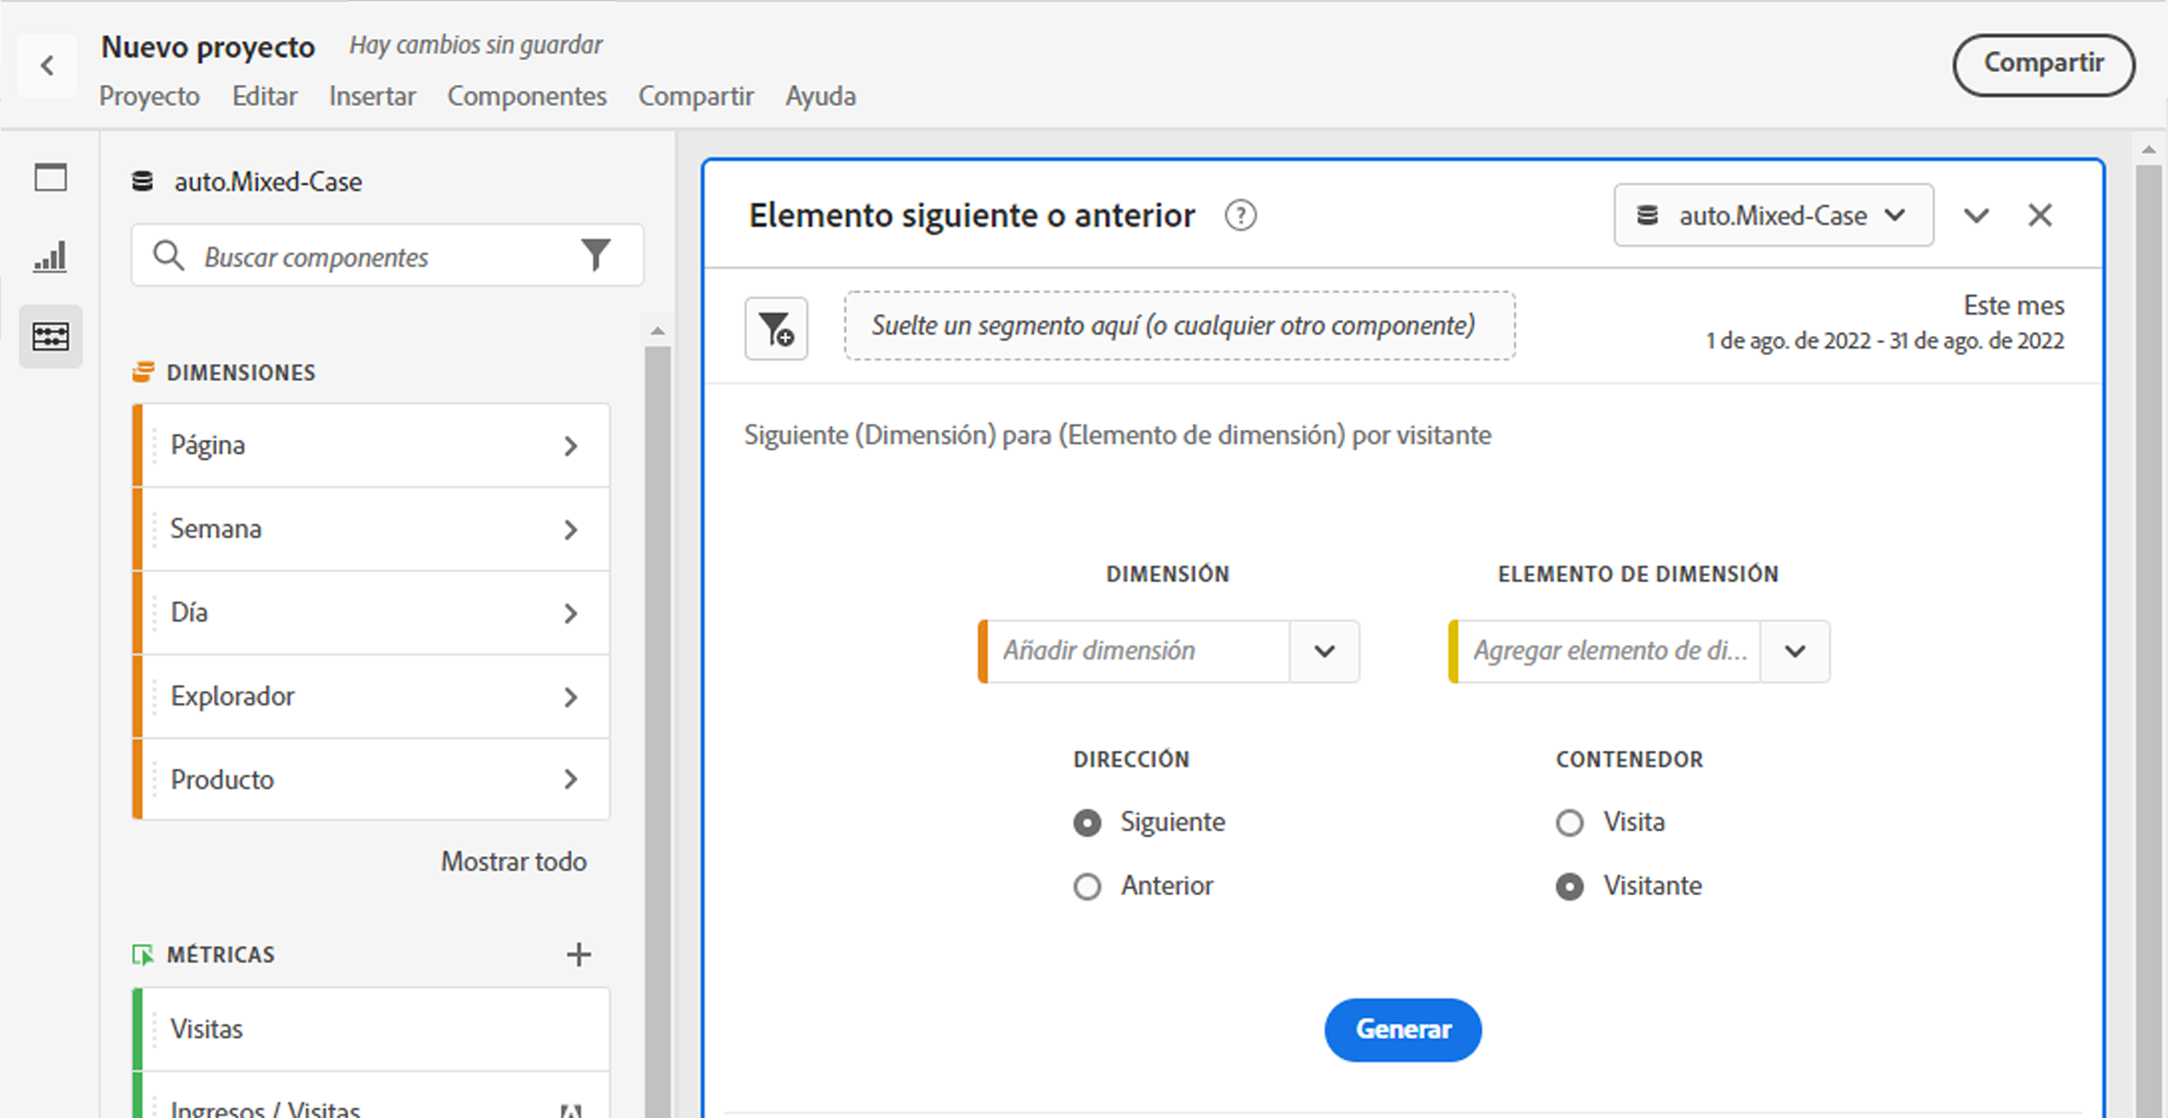 Nuevo proyecto Hay cambios sin guardar
Proyecto Editar Insertar Componentes Compartir Ayuda
Compartir
auto.Mixed-Case
Buscar componentes
DIMENSIONES
Página
Semana
Día
Explorador
Producto
Mostrar todo
MÉTRICAS
Visitas
Ingresos / Visitas
Elemento siguiente o anterior
auto.Mixed-Case
Suelte un segmento aquí (o cualquier otro componente)
Este mes
1 de ago. de 2022 - 31 de ago. de 2022
Siguiente (Dimensión) para (Elemento de dimensión) por visitante
DIMENSIÓN
Añadir dimensión
ELEMENTO DE DIMENSIÓN
Agregar elemento de di...
DIRECCIÓN
Siguiente
Anterior
CONTENEDOR
Visita
Visitante
Generar